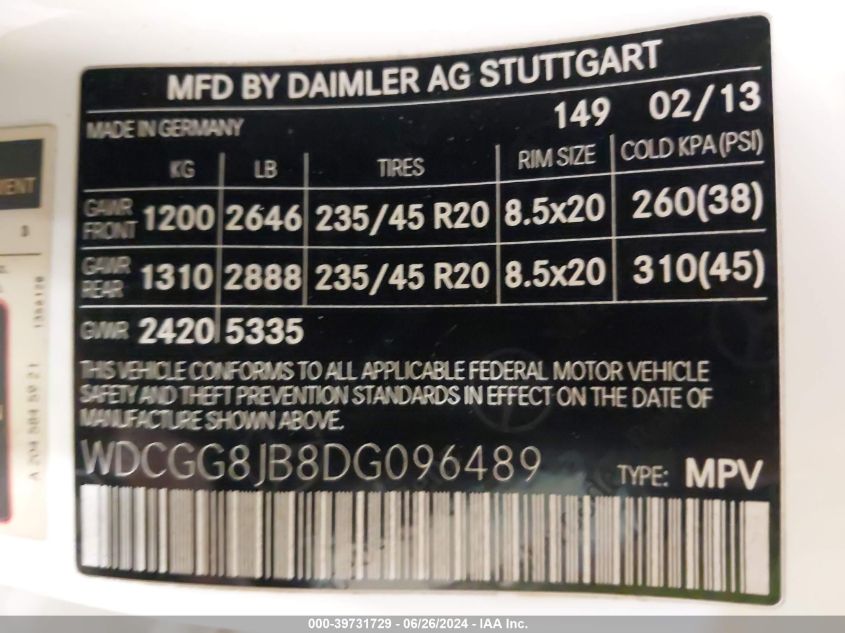 MFD BY DAIMLER AG STUTTGART
MADE IN GERMANY 149 02/13
KG LB TIRES RIM SIZE COLD KPA (PSI)
GAWR FRONT 1200 2646 235/45 R20 8.5x20 260(38)
GAWR REAR 1310 2888 235/45 R20 8.5x20 310(45)
GVWR 2420 5335
THIS VEHICLE CONFORMS TO ALL APPLICABLE FEDERAL MOTOR VEHICLE
SAFETY AND THEFT PREVENTION STANDARDS IN EFFECT ON THE DATE OF
MANUFACTURE SHOWN ABOVE.
WDCGG8JB8DG096489 TYPE: MPV
A 204 584 59 21
000-39731729 - 06/26/2024 - IAA Inc.